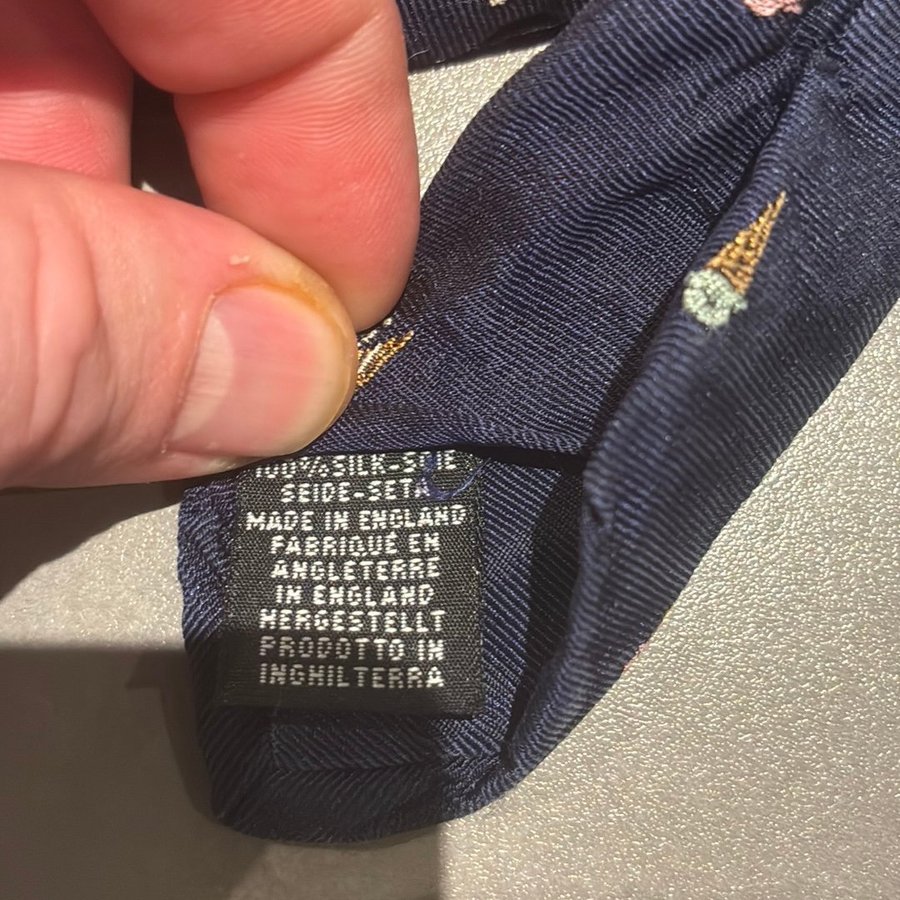 100% SILK-SOIE
SEIDE-SETA
MADE IN ENGLAND
FABRIQUÉ EN
ANGLETERRE
IN ENGLAND
HERGESTELLT
PRODOTTO IN
INGHILTERRA